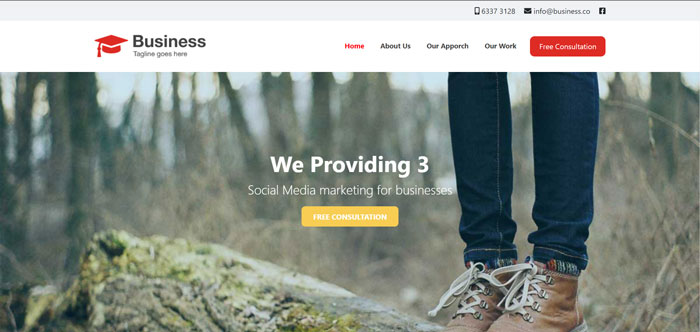 6337 3128 info@business.co
Business
Tagline goes here
Home About Us Our Apporch Our Work Free Consultation
We Providing 3
Social Media marketing for businesses
FREE CONSULTATION